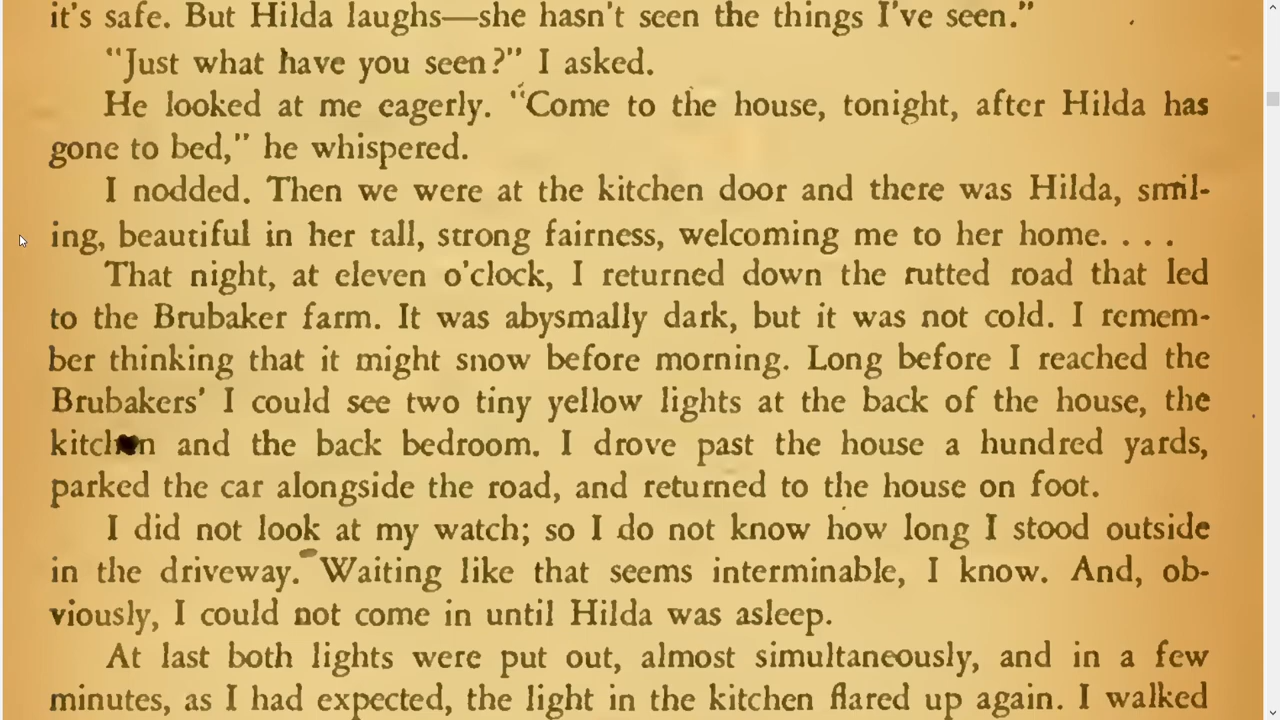 it's safe. But Hilda laughs—she hasn't seen the things I've seen."
"Just what have you seen?" I asked.
He looked at me eagerly. "Come to the house, tonight, after Hilda has
gone to bed," he whispered.
I nodded. Then we were at the kitchen door and there was Hilda, smil-
ing, beautiful in her tall, strong fairness, welcoming me to her home. . . .
That night, at eleven o'clock, I returned down the rutted road that led
to the Brubaker farm. It was abysmally dark, but it was not cold. I remem-
ber thinking that it might snow before morning. Long before I reached the
Brubakers' I could see two tiny yellow lights at the back of the house, the
kitchen and the back bedroom. I drove past the house a hundred yards,
parked the car alongside the road, and returned to the house on foot.
I did not look at my watch; so I do not know how long I stood outside
in the driveway. Waiting like that seems interminable, I know. And, ob-
viously, I could not come in until Hilda was asleep.
At last both lights were put out, almost simultaneously, and in a few
minutes, as I had expected, the light in the kitchen flared up again. I walked